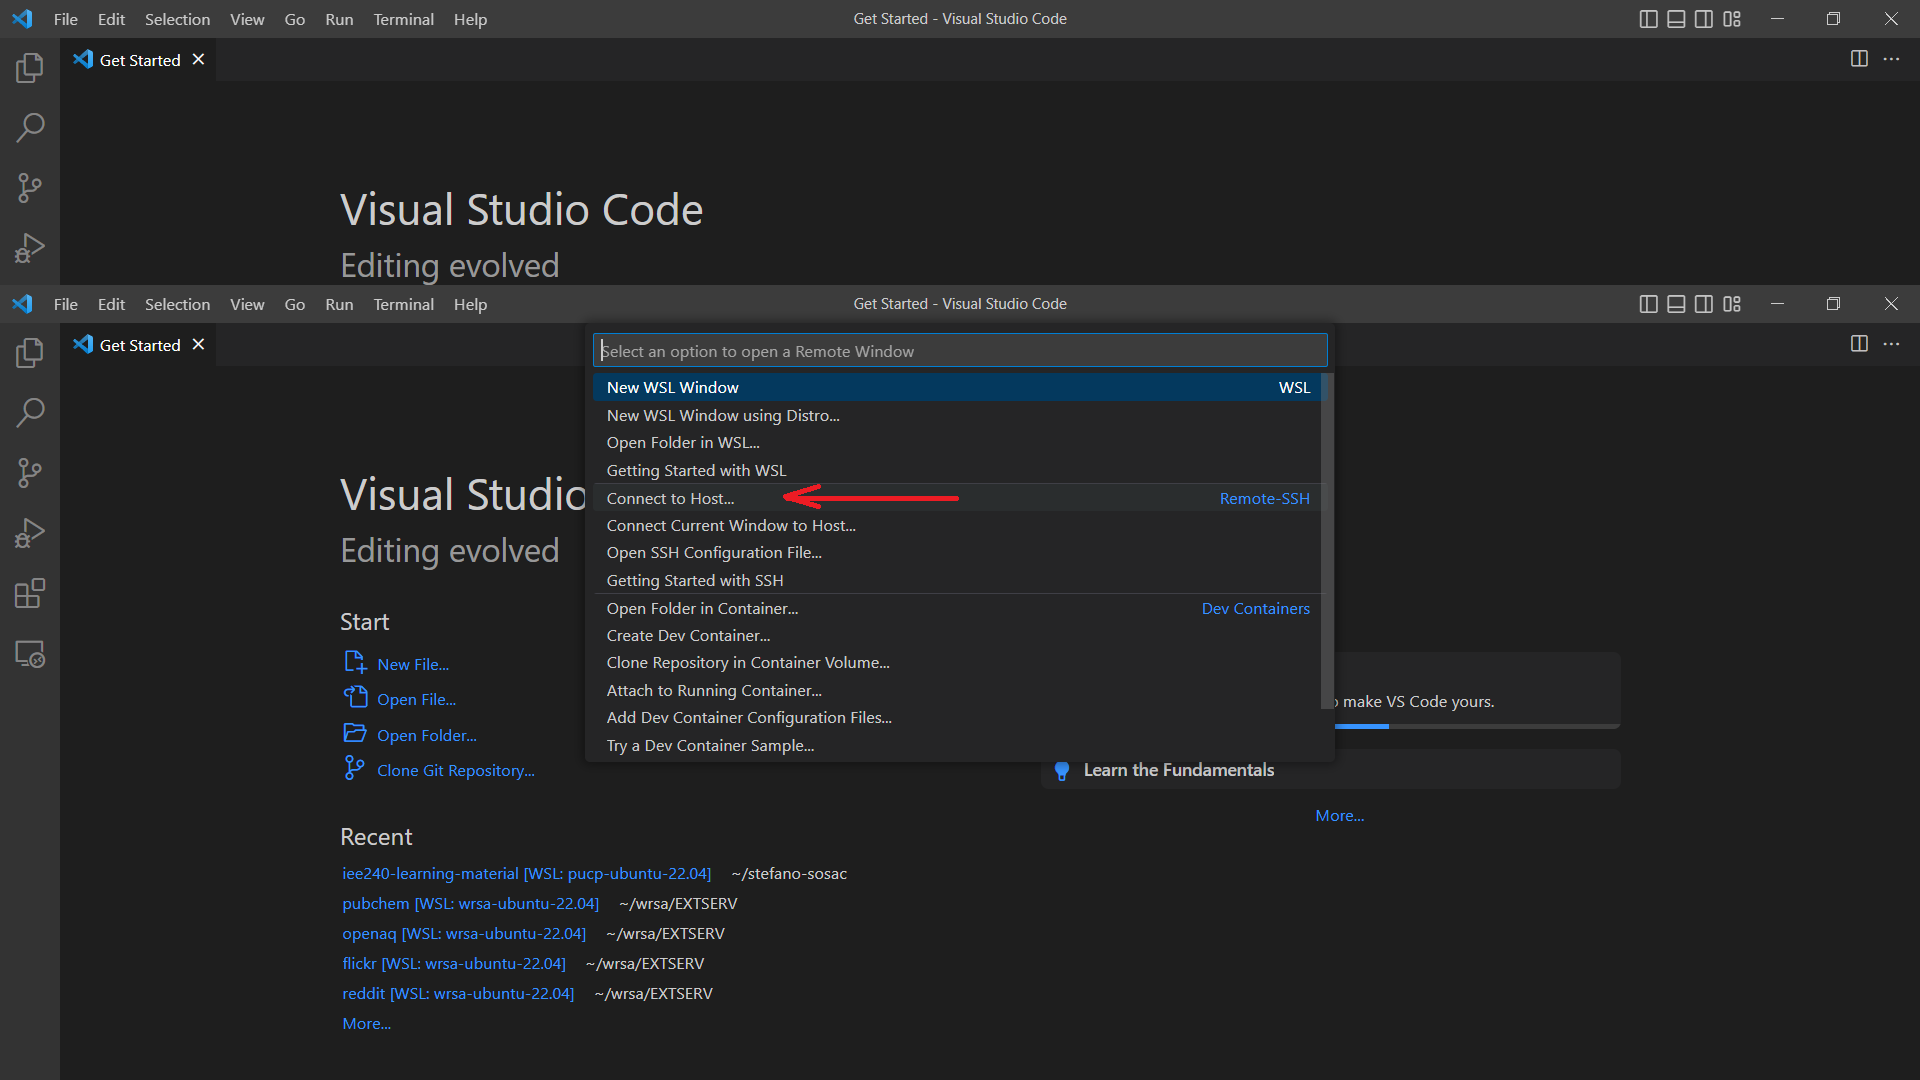 File Edit Selection View Go Run Terminal Help Get Started - Visual Studio Code
Get Started
Visual Studio Code
Editing evolved
File Edit Selection View Go Run Terminal Help Get Started - Visual Studio Code
Get Started
Select an option to open a Remote Window
New WSL Window WSL
New WSL Window using Distro...
Open Folder in WSL...
Getting Started with WSL
Connect to Host... Remote-SSH
Connect Current Window to Host...
Open SSH Configuration File...
Getting Started with SSH
Open Folder in Container... Dev Containers
Create Dev Container...
Clone Repository in Container Volume...
Attach to Running Container...
Add Dev Container Configuration Files...
Try a Dev Container Sample...
Visual Studio
Editing evolved
Start
New File...
Open File...
Open Folder...
Clone Git Repository...
make VS Code yours.
Learn the Fundamentals
More...
Recent
iee240-learning-material [WSL: pucp-ubuntu-22.04] ~/stefano-sosac
pubchem [WSL: wrsa-ubuntu-22.04] ~/wrsa/EXTSERV
openaq [WSL: wrsa-ubuntu-22.04] ~/wrsa/EXTSERV
flickr [WSL: wrsa-ubuntu-22.04] ~/wrsa/EXTSERV
reddit [WSL: wrsa-ubuntu-22.04] ~/wrsa/EXTSERV
More...